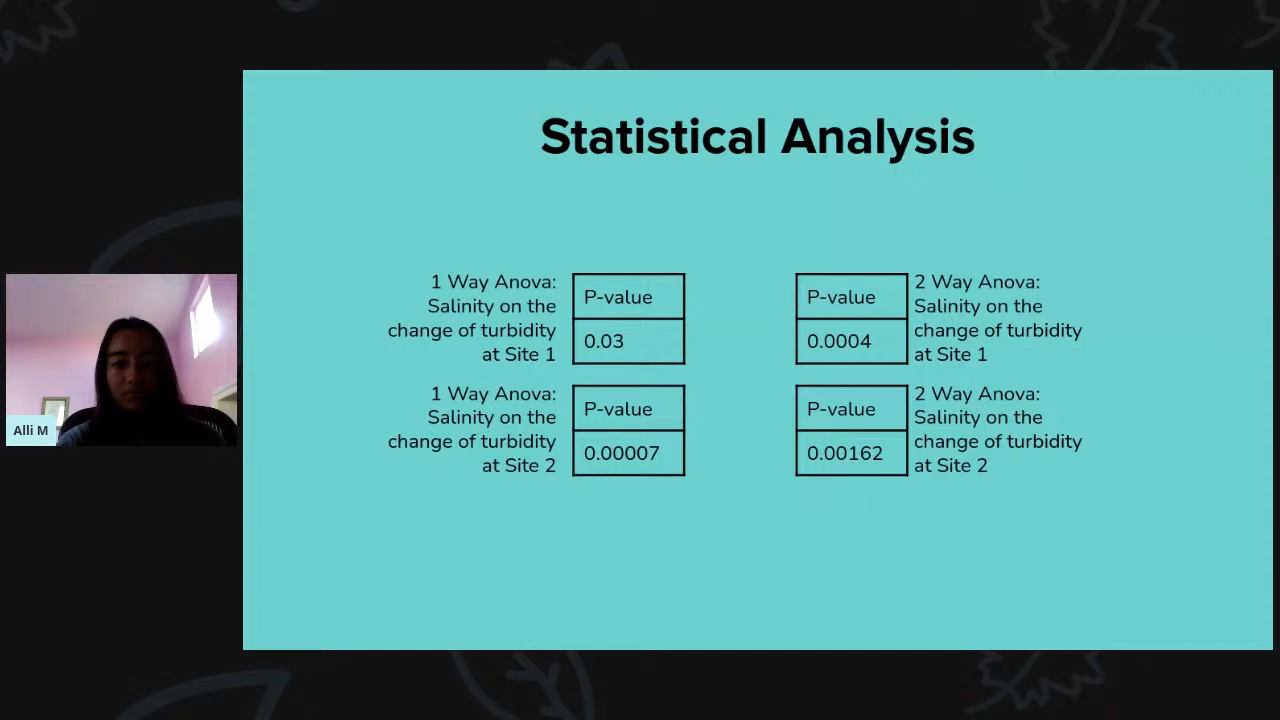 Statistical Analysis
1 Way Anova:
Salinity on the
change of turbidity
at Site 1
P-value
0.03
P-value
0.0004
2 Way Anova:
Salinity on the
change of turbidity
at Site 1
1 Way Anova:
Salinity on the
change of turbidity
at Site 2
P-value
0.00007
P-value
0.00162
2 Way Anova:
Salinity on the
change of turbidity
at Site 2
Alli M